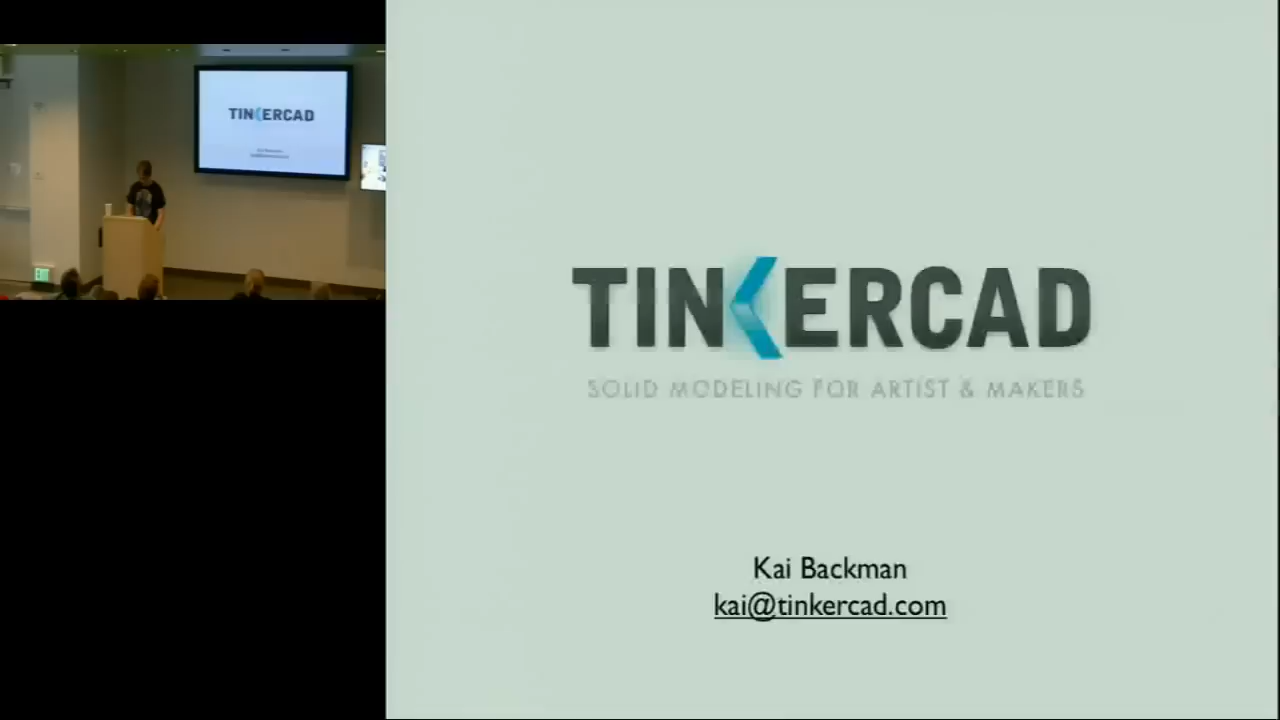 TINKERCAD
TINKERCAD
SOLID MODELING FOR ARTIST & MAKERS
Kai Backman
kai@tinkercad.com